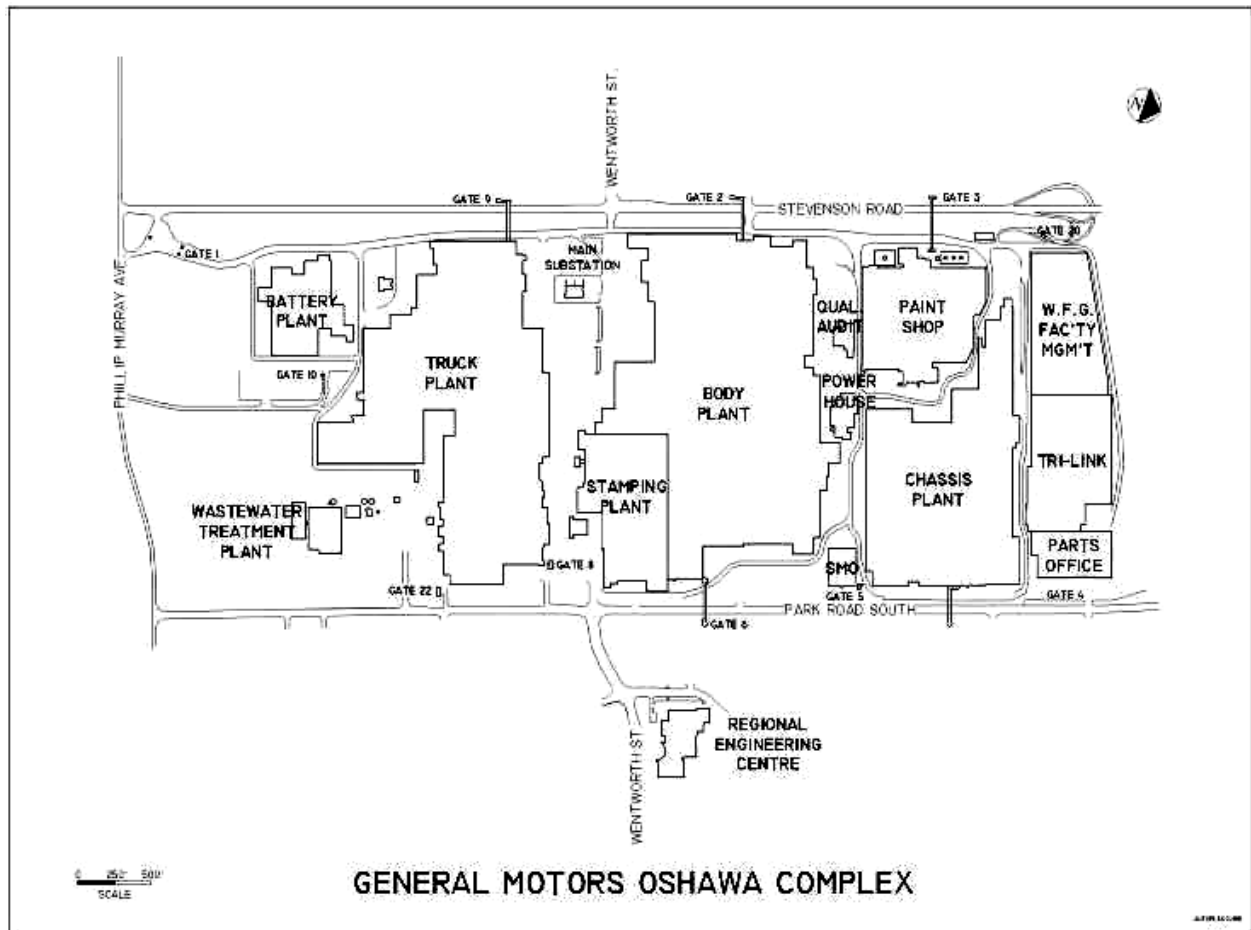 WENTWORTH ST.
N
GATE 9
GATE 2
GATE 3
STEVENSON ROAD
GATE 1
MAIN
SUBSTATION
PHILLIP MURRAY AVE.
BATTERY
PLANT
QUAL
AUDIT
PAINT
SHOP
W.F.G.
FAC'TY
MGM'T
GATE 10
TRUCK
PLANT
BODY
PLANT
POWER
HOUSE
TRI-LINK
CHASSIS
PLANT
STAMPING
PLANT
WASTEWATER
TREATMENT
PLANT
PARTS
OFFICE
SMO
GATE 8
GATE 22
GATE 5
GATE 4
PARK ROAD SOUTH
GATE 6
REGIONAL
ENGINEERING
CENTRE
WENTWORTH ST
0 250' 500'
SCALE
GENERAL MOTORS OSHAWA COMPLEX